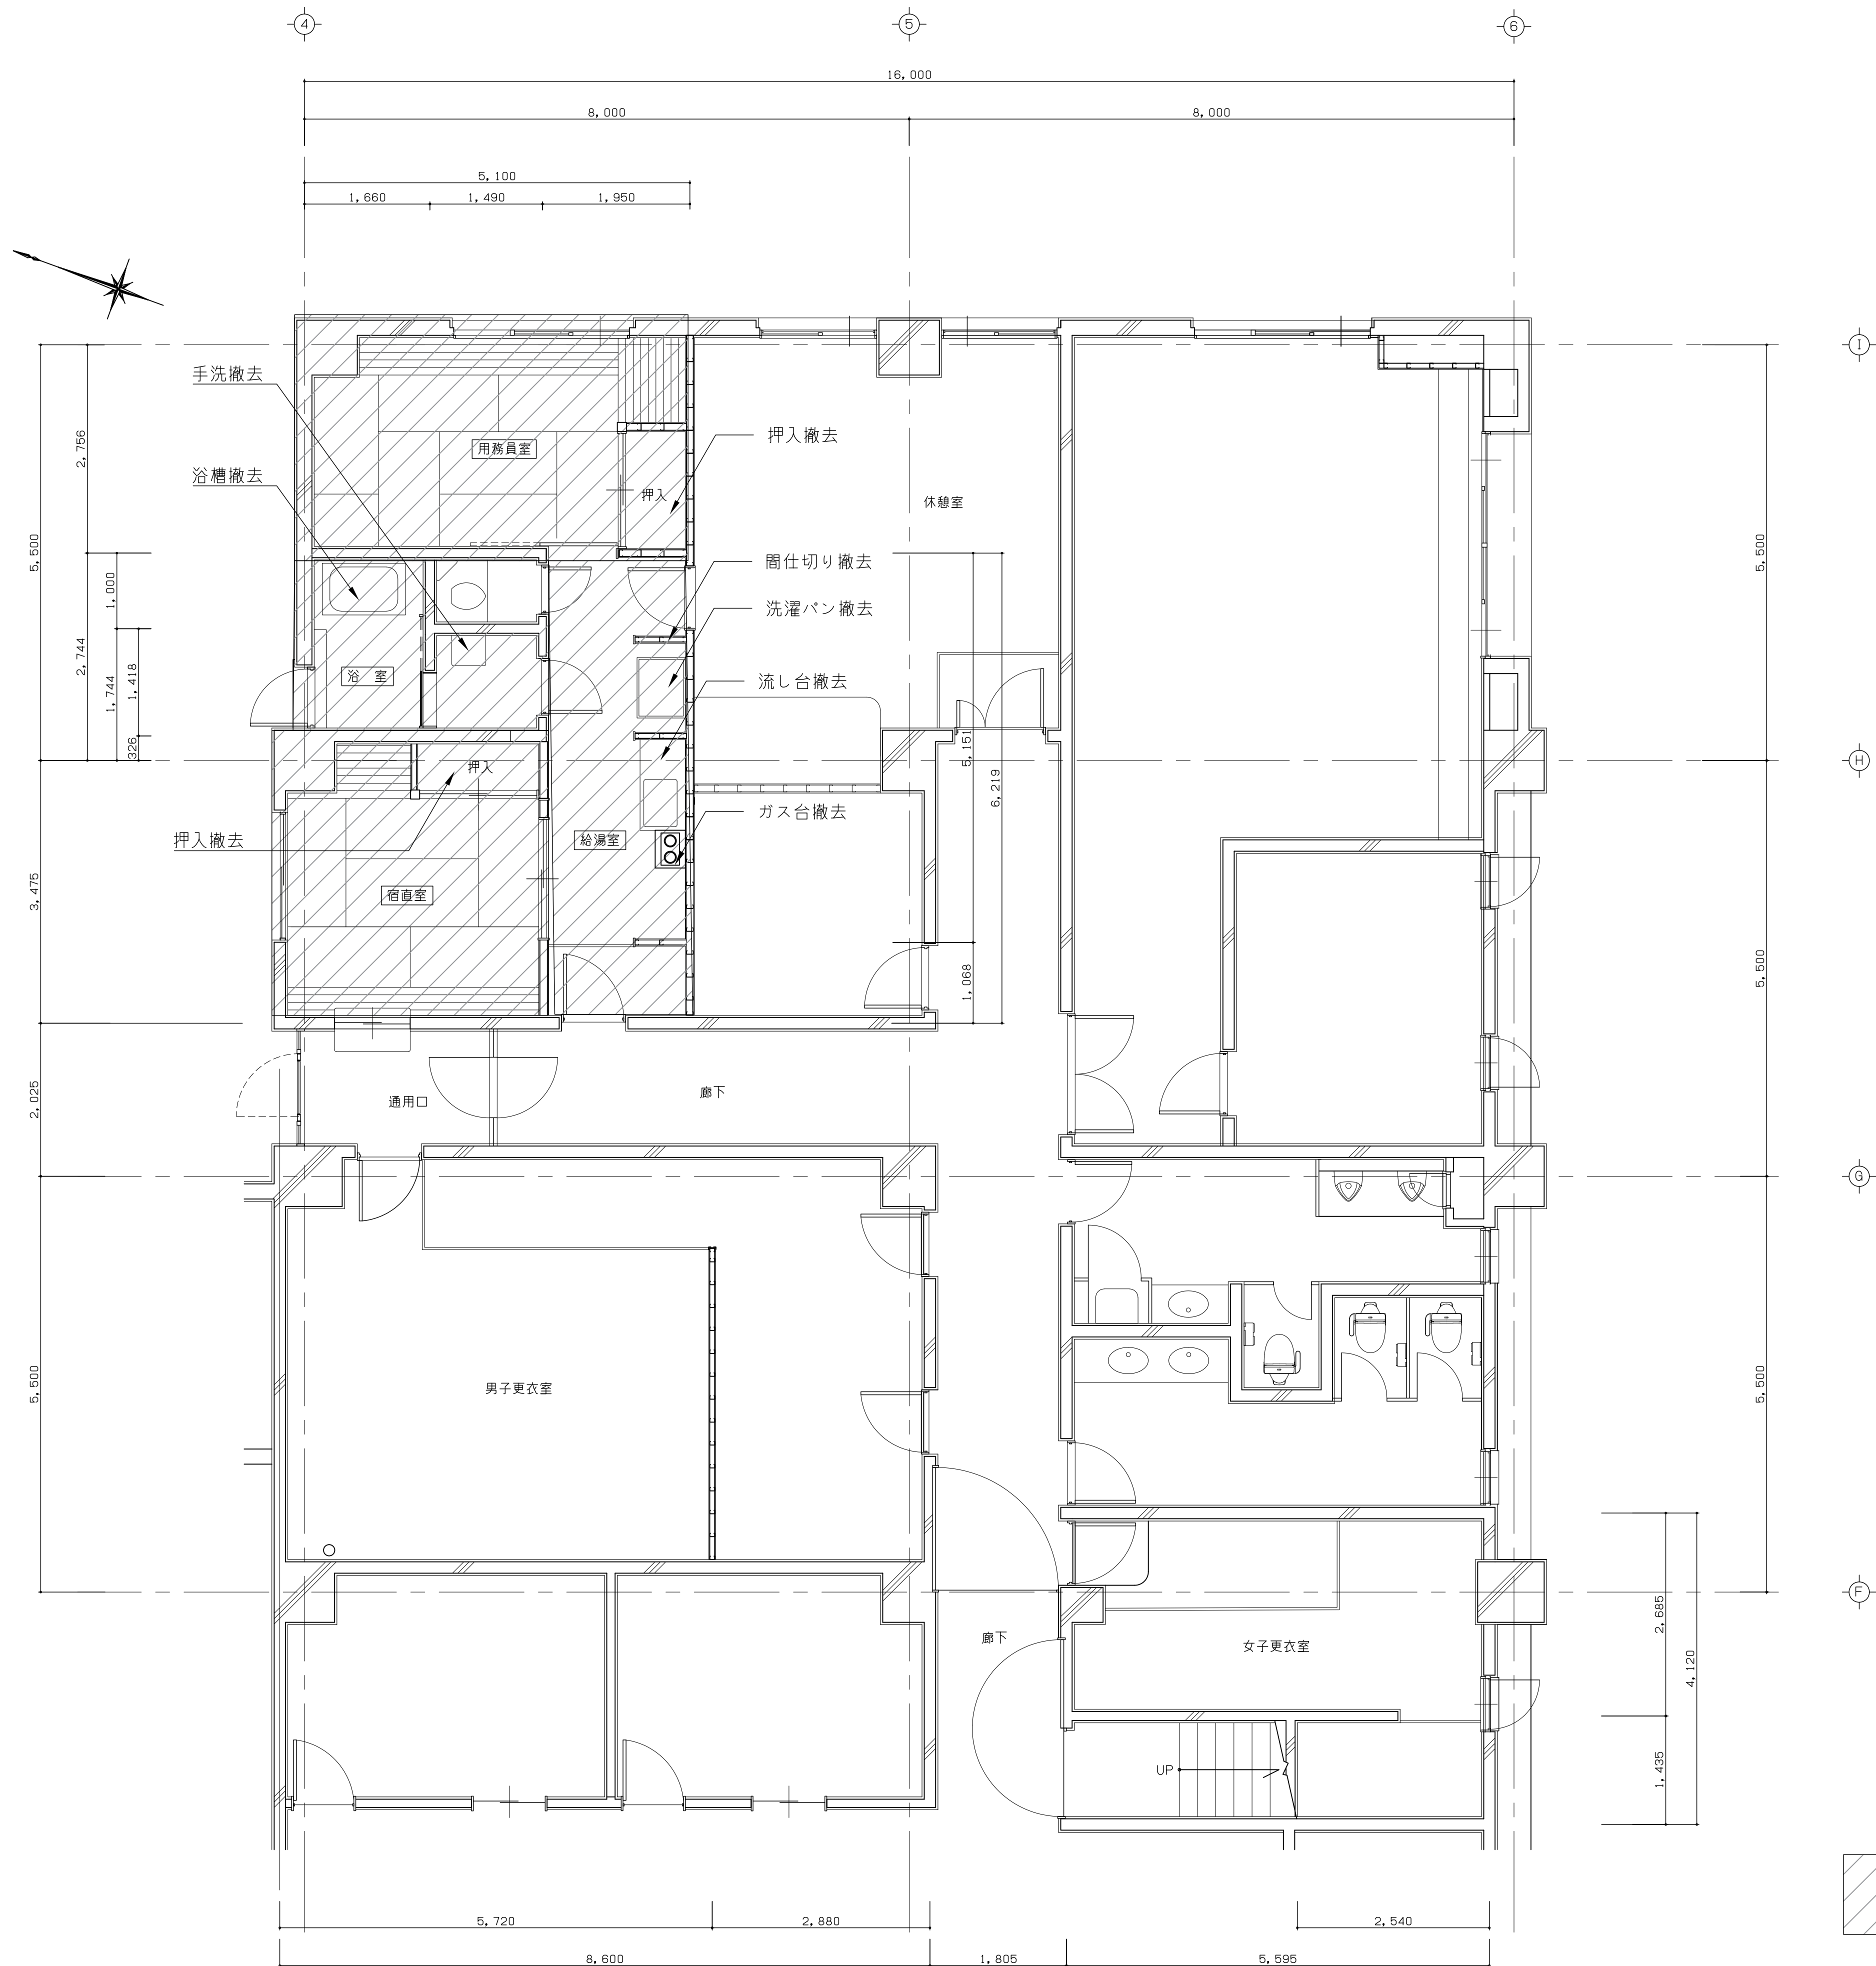 4
5
6
16,000
8,000
8,000
5,100
1,660
1,490
1,950
I
手洗撤去
押入撤去
2,756
用務員室
浴槽撤去
押入
休憩室
5,500
5,500
間仕切り撤去
1,000
洗濯パン撤去
2,744
浴 室
1,418
流し台撤去
1,744
326
5,151
押入
H
6,219
ガス台撤去
押入撤去
給湯室
3,475
宿直室
1,068
5,500
2,025
通用口
廊下
G
男子更衣室
5,500
5,500
F
2,685
廊下
女子更衣室
4,120
UP
1,435
5,720
2,880
2,540
8,600
1,805
5,595